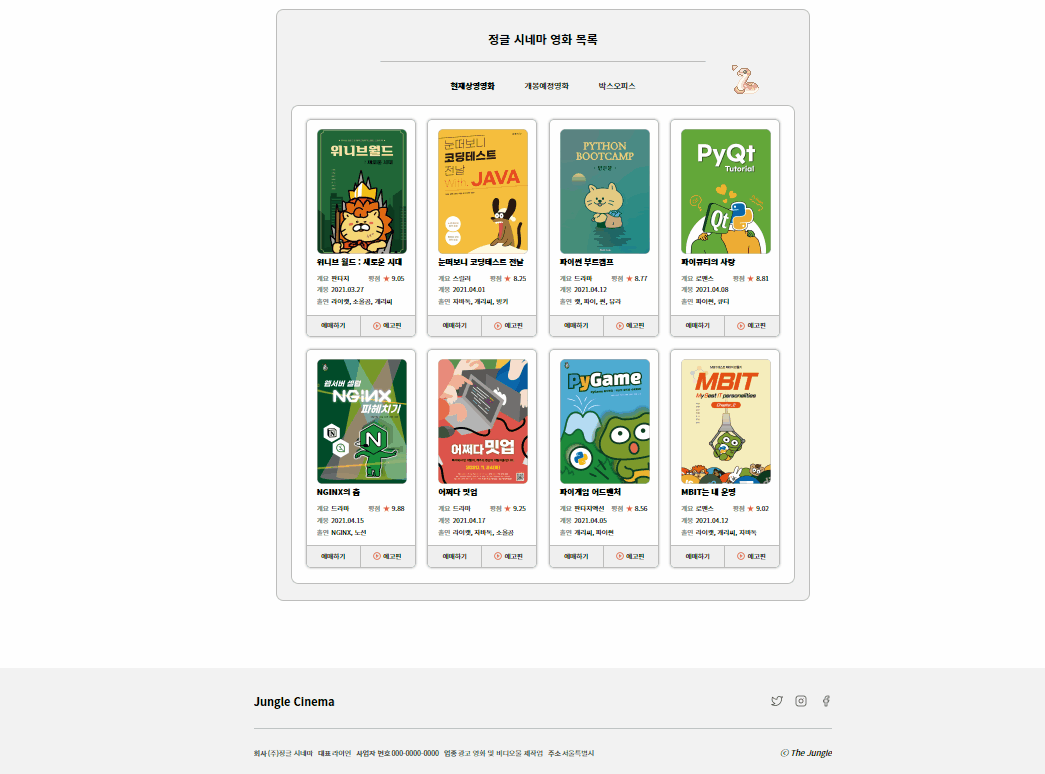 정글 시네마 영화 목록
현재상영영화 개봉예정영화 박스오피스
위니브월드
새로운 시대
눈떠보니
코딩테스트
전날
With JAVA
PYTHON
BOOTCAMP
PyQt
Tutorial
Qt
위니브 월드 : 새로운 시대
개요 판타지 평점 ★ 9.05
개봉 2021.03.27
출연 라이캣, 소울곰, 개리씨
예매하기 예고편
눈떠보니 코딩테스트 전날
개요 스릴러 평점 ★ 8.25
개봉 2021.04.01
출연 자바독, 개리씨, 빙키
예매하기 예고편
파이썬 부트캠프
개요 드라마 평점 ★ 8.77
개봉 2021.04.12
출연 캣, 파이, 썬, 뮤라
예매하기 예고편
파이큐티의 사랑
개요 로맨스 평점 ★ 8.81
개봉 2021.04.08
출연 파이썬, 큐티
예매하기 예고편
웹서버 셀럽
NGINX
파헤치기
N
어쩌다밋업
PyGame
MBIT
My Best IT personalities
Chapter. 2
NGINX의 춤
개요 드라마 평점 ★ 9.88
개봉 2021.04.15
출연 NGINX, 노션
예매하기 예고편
어쩌다 밋업
개요 드라마 평점 ★ 9.25
개봉 2021.04.17
출연 라이캣, 자바독, 소울곰
예매하기 예고편
파이게임 어드벤처
개요 판타지액션 평점 ★ 8.56
개봉 2021.04.05
출연 개리씨, 파이썬
예매하기 예고편
MBIT는 내 운명
개요 로맨스 평점 ★ 9.02
개봉 2021.04.12
출연 라이캣, 개리씨, 자바독
예매하기 예고편
Jungle Cinema
회사 (주)정글 시네마 대표 라이언 사업자 번호 000-0000-0000 업종 광고 영화 및 비디오물 제작업 주소 서울특별시
ⓒ The Jungle